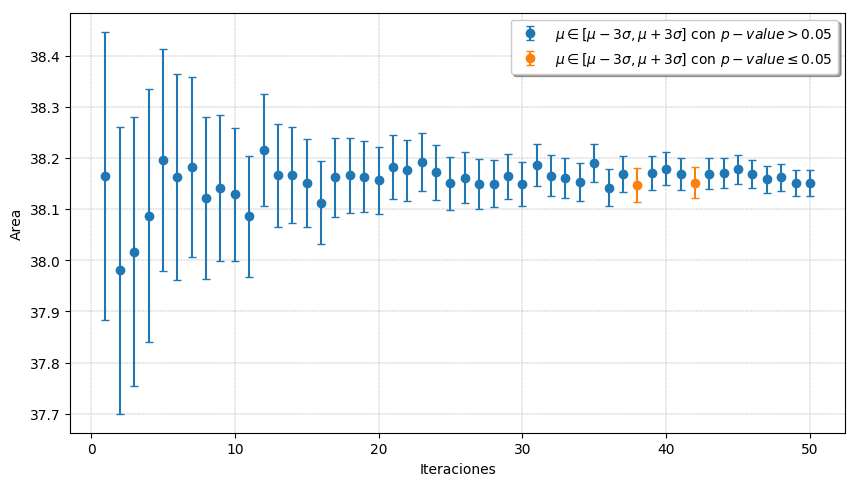 μ ∈ [μ − 3σ, μ + 3σ] con p − value > 0.05
μ ∈ [μ − 3σ, μ + 3σ] con p − value ≤ 0.05
38.4
38.3
38.2
38.1
38.0
37.9
37.8
37.7
Area
0 10 20 30 40 50
Iteraciones